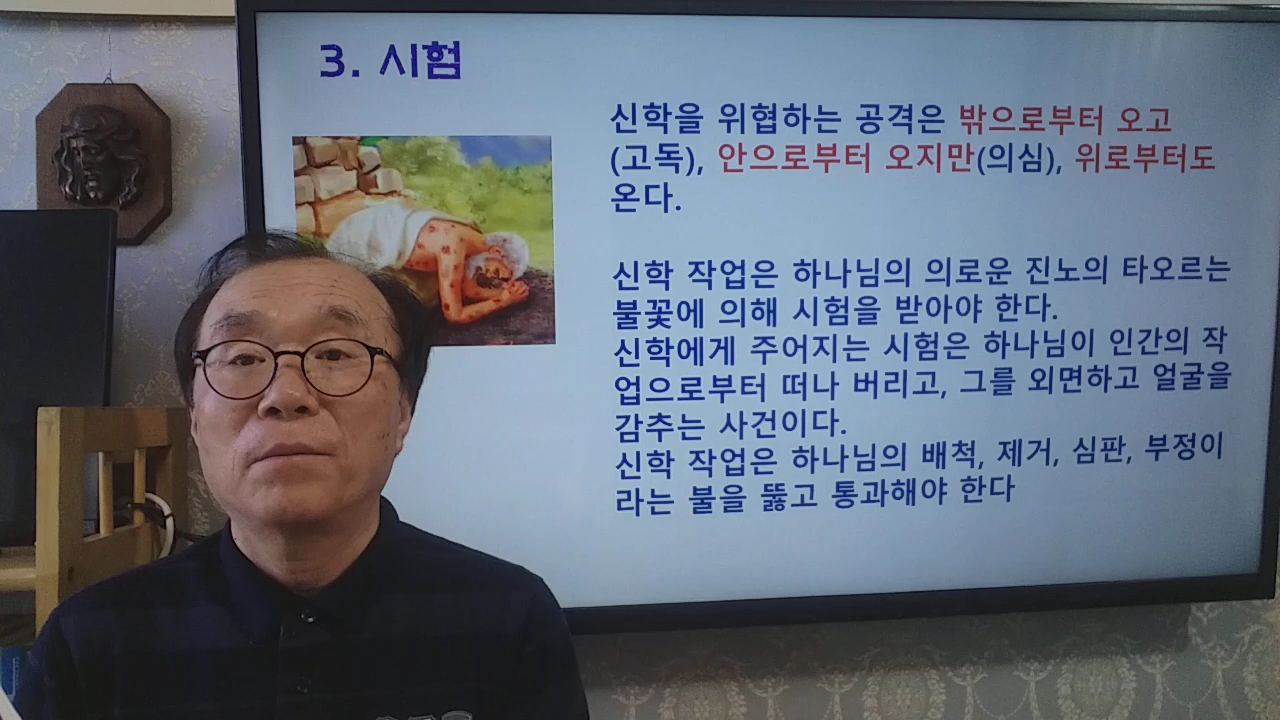 3. 시험
신학을 위협하는 공격은 밖으로부터 오고
(고독), 안으로부터 오지만(의심), 위로부터도
온다.
신학 작업은 하나님의 의로운 진노의 타오르는
불꽃에 의해 시험을 받아야 한다.
신학에게 주어지는 시험은 하나님이 인간의 작
업으로부터 떠나 버리고, 그를 외면하고 얼굴을
감추는 사건이다.
신학 작업은 하나님의 배척, 제거, 심판, 부정이
라는 불을 뚫고 통과해야 한다